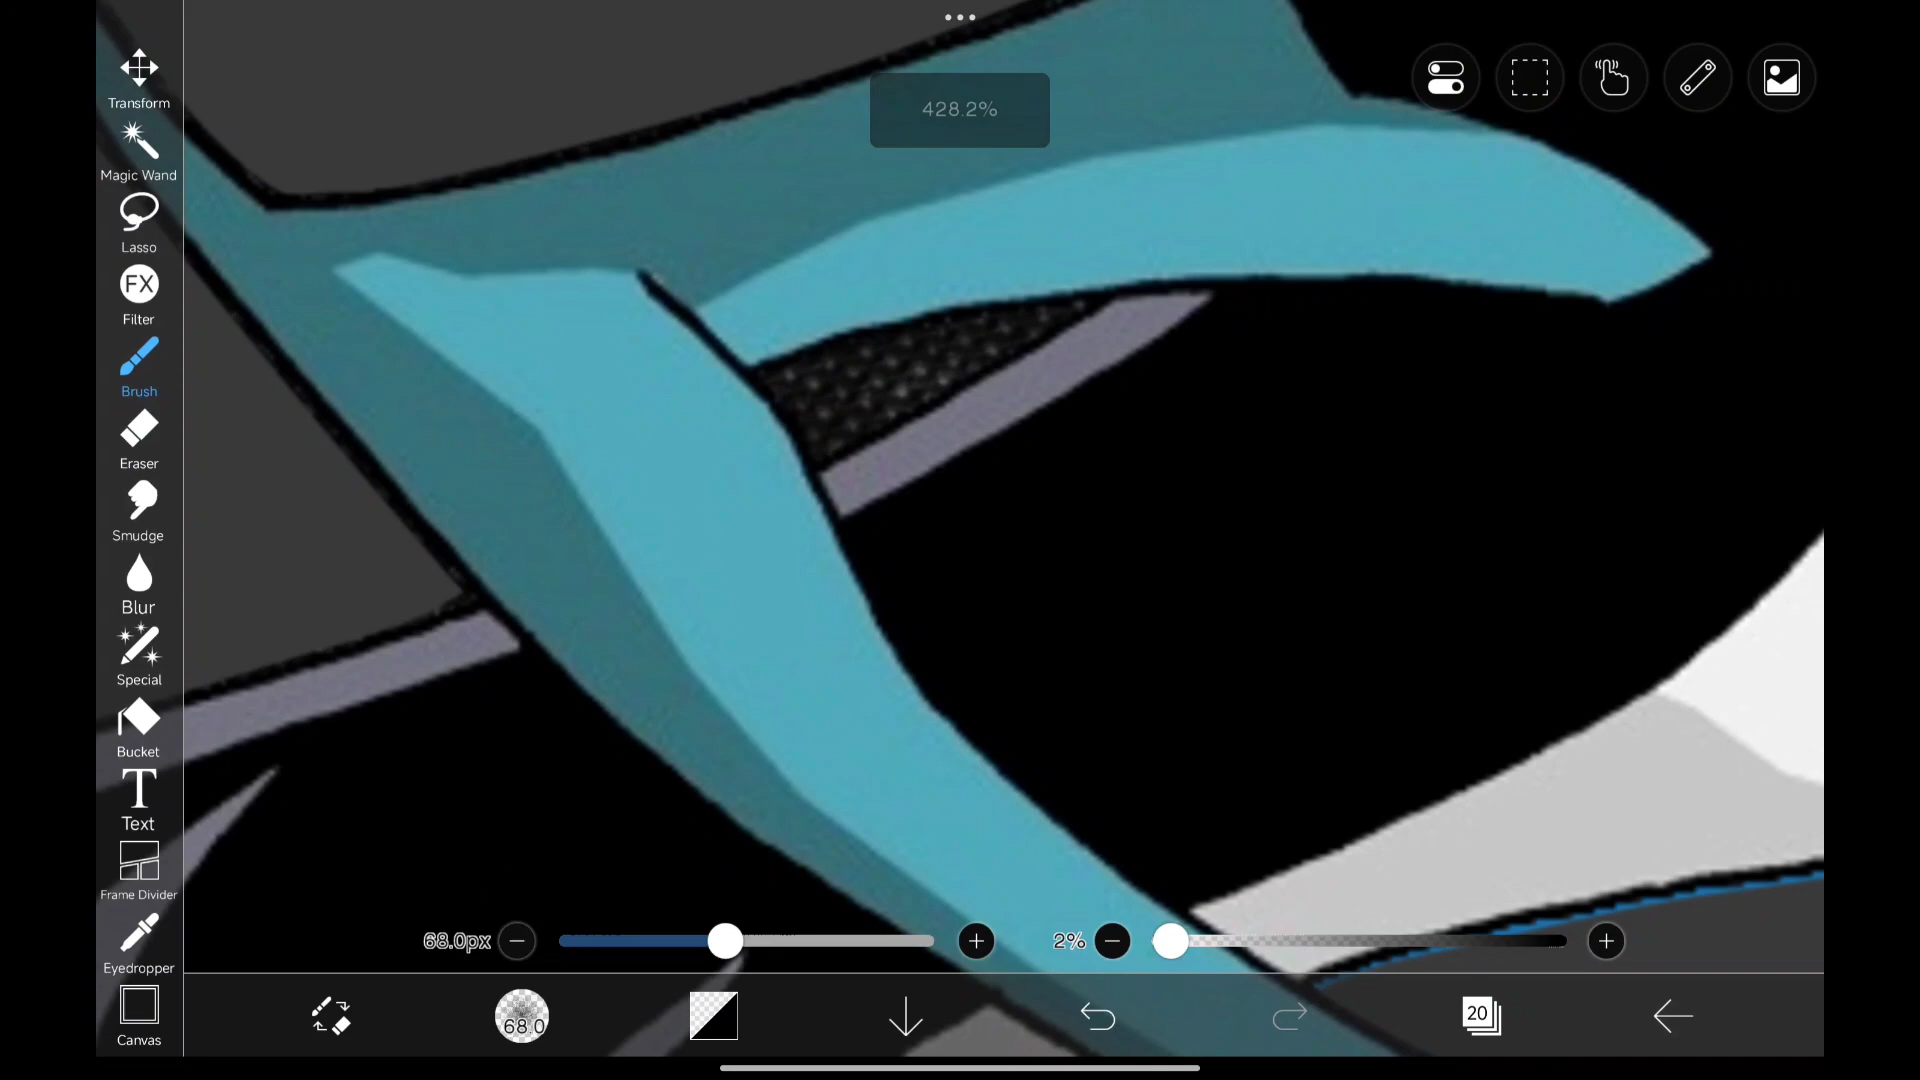 428.2%
Transform
Magic Wand
Lasso
FX
Filter
Brush
Eraser
Smudge
Blur
Special
Bucket
T
Text
Frame Divider
Eyedropper
Canvas
68.0px
2%
68.0
20